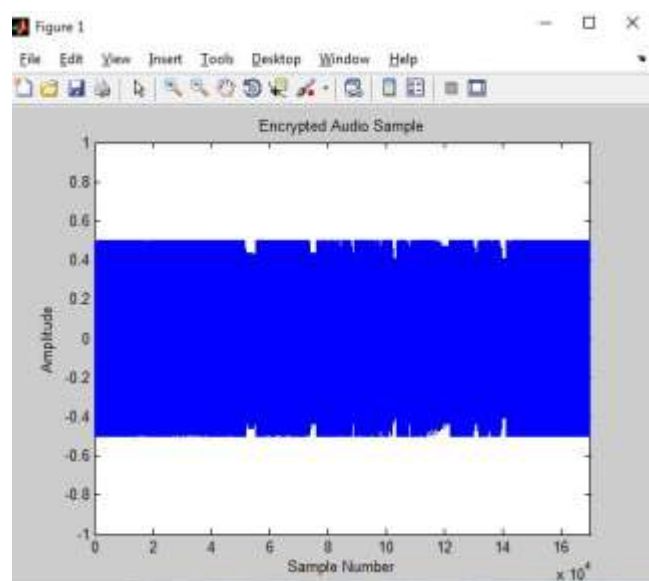 Figure 1
File Edit View Insert Tools Desktop Window Help
Encrypted Audio Sample
1
0.8
0.6
0.4
0.2
0
-0.2
-0.4
-0.6
-0.8
-1
Amplitude
0 2 4 6 8 10 12 14 16
Sample Number
x 10^4